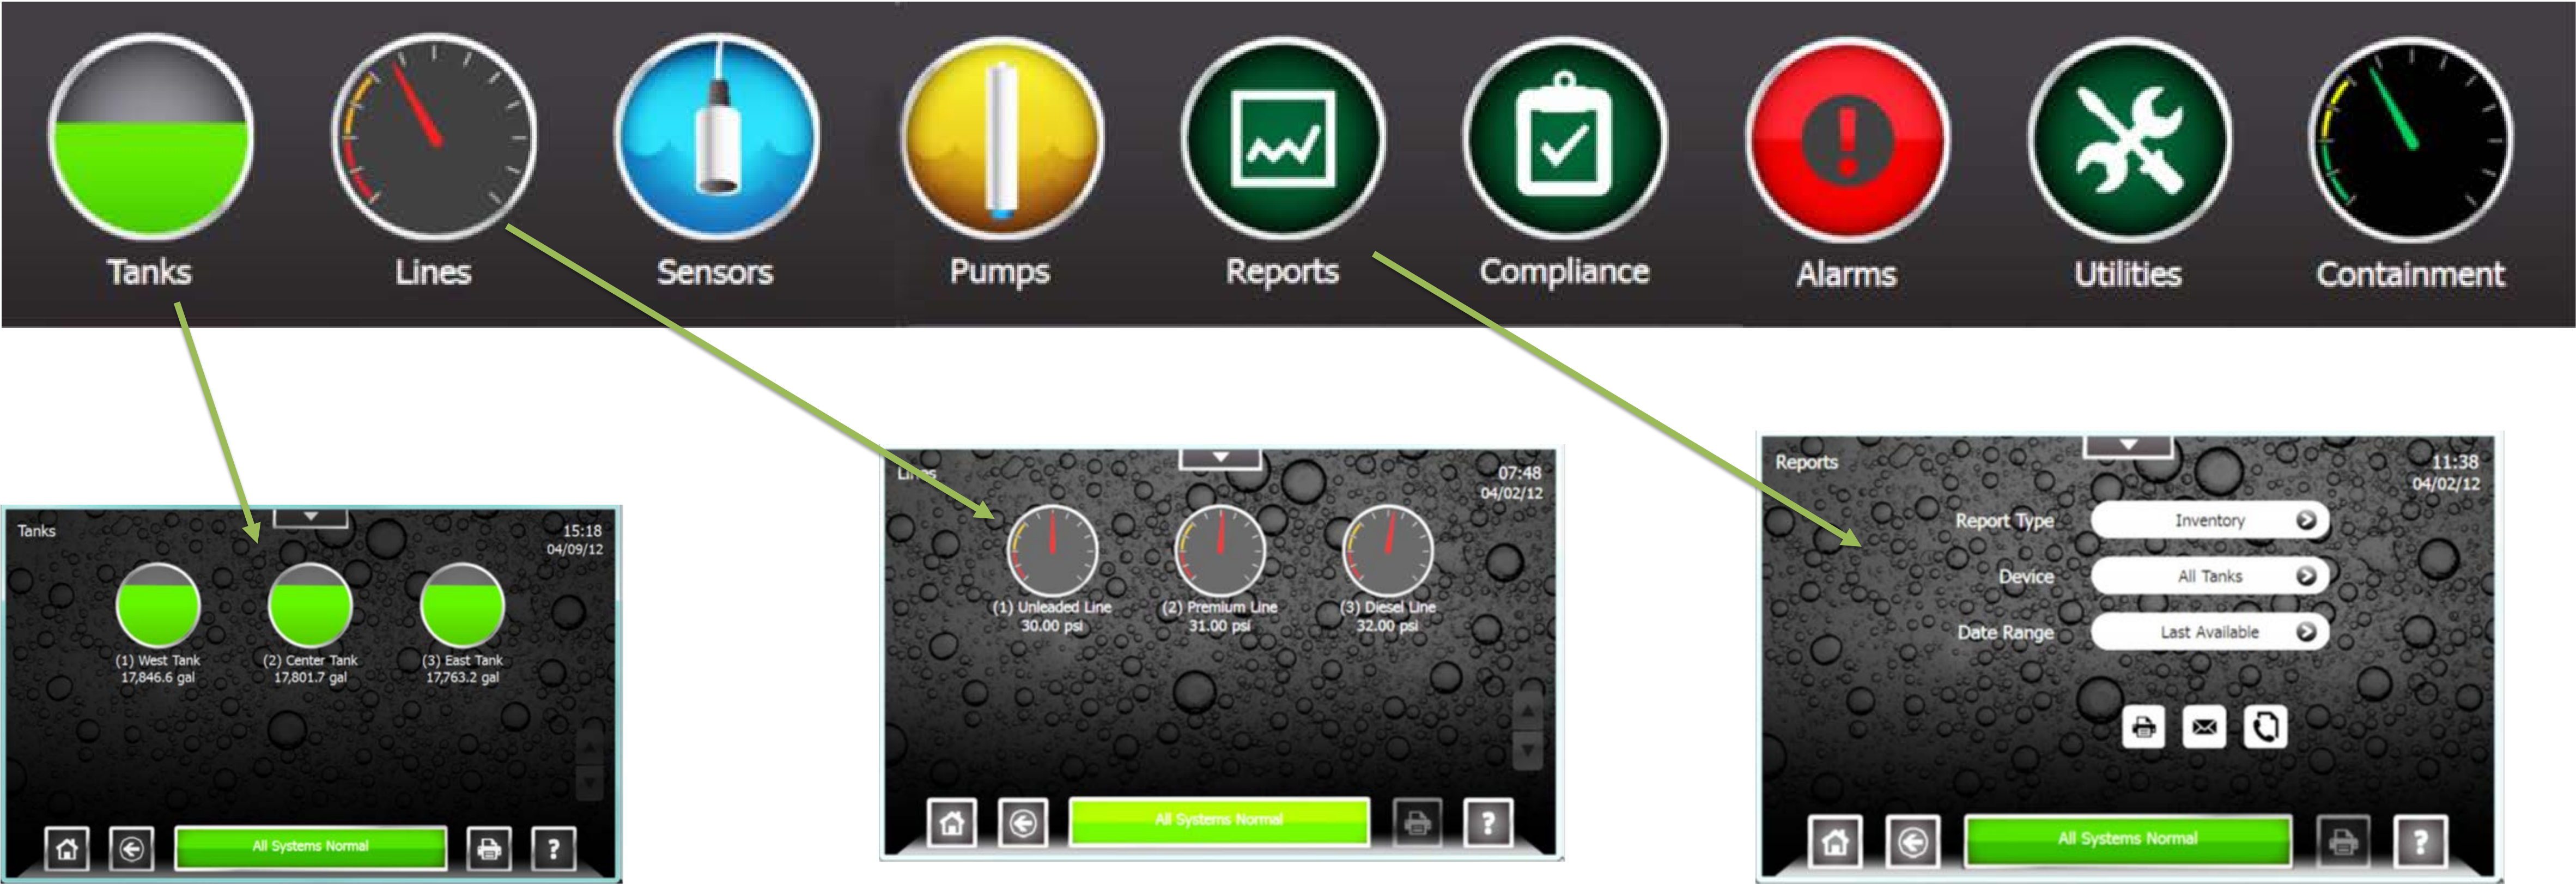 Tanks
Lines
Sensors
Pumps
Reports
Compliance
Alarms
Utilities
Containment
Tanks
15:18
04/09/12
(1) West Tank
17,846.6 gal
(2) Center Tank
17,801.7 gal
(3) East Tank
17,763.2 gal
All Systems Normal
?
Lines
07:48
04/02/12
(1) Unleaded Line
30.00 psi
(2) Premium Line
31.00 psi
(3) Diesel Line
32.00 psi
All Systems Normal
?
Reports
11:38
04/02/12
Report Type
Inventory
Device
All Tanks
Date Range
Last Available
All Systems Normal
?